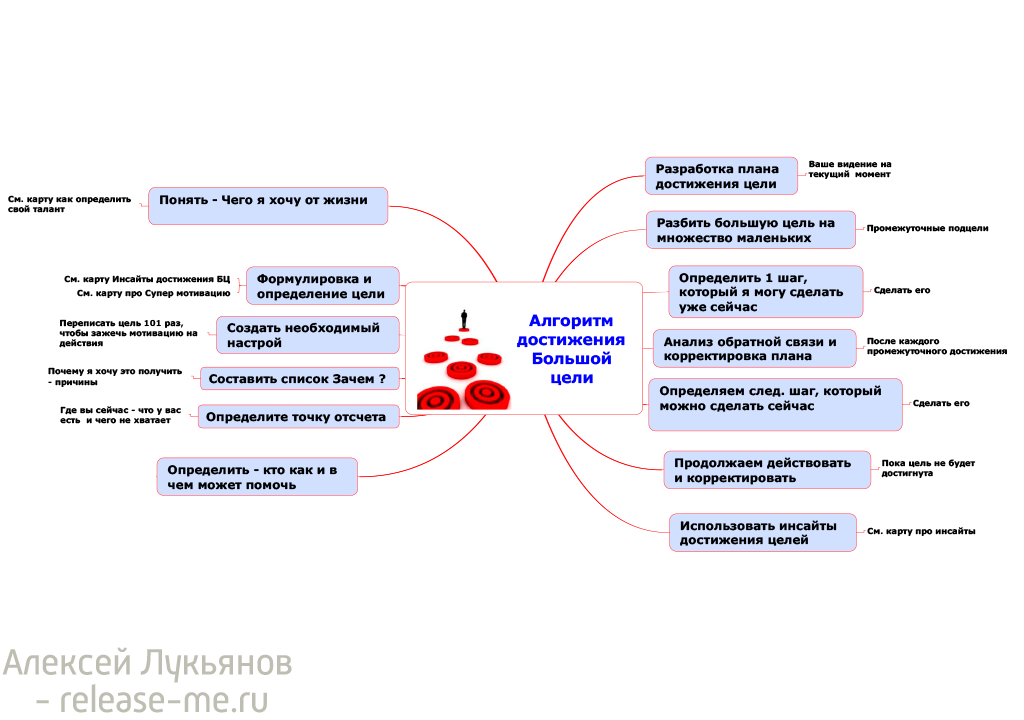 Алгоритм
достижения
Большой
цели
Понять - Чего я хочу от жизни
См. карту как определить
свой талант
Формулировка и
определение цели
См. карту Инсайты достижения БЦ
См. карту про Супер мотивацию
Создать необходимый
настрой
Переписать цель 101 раз,
чтобы зажечь мотивацию на
действия
Составить список Зачем ?
Почему я хочу это получить
- причины
Определите точку отсчета
Где вы сейчас - что у вас
есть и чего не хватает
Определить - кто как и в
чем может помочь
Разработка плана
достижения цели
Ваше видение на
текущий момент
Разбить большую цель на
множество маленьких
Промежуточные подцели
Определить 1 шаг,
который я могу сделать
уже сейчас
Сделать его
Анализ обратной связи и
корректировка плана
После каждого
промежуточного достижения
Определяем след. шаг, который
можно сделать сейчас
Сделать его
Продолжаем действовать
и корректировать
Пока цель не будет
достигнута
Использовать инсайты
достижения целей
См. карту про инсайты
Алексей Лукьянов
- release-me.ru